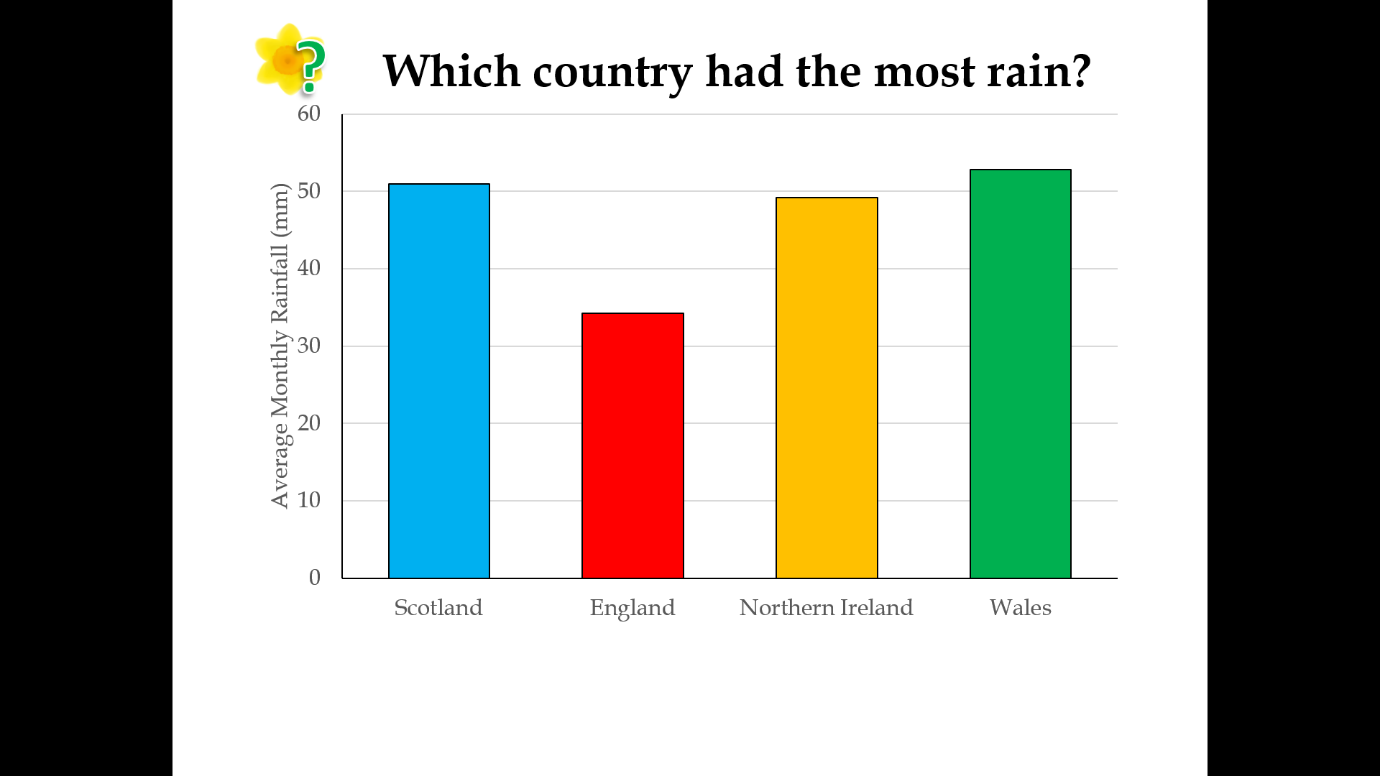 ?
Which country had the most rain?
Average Monthly Rainfall (mm)
60
50
40
30
20
10
0
Scotland
England
Northern Ireland
Wales